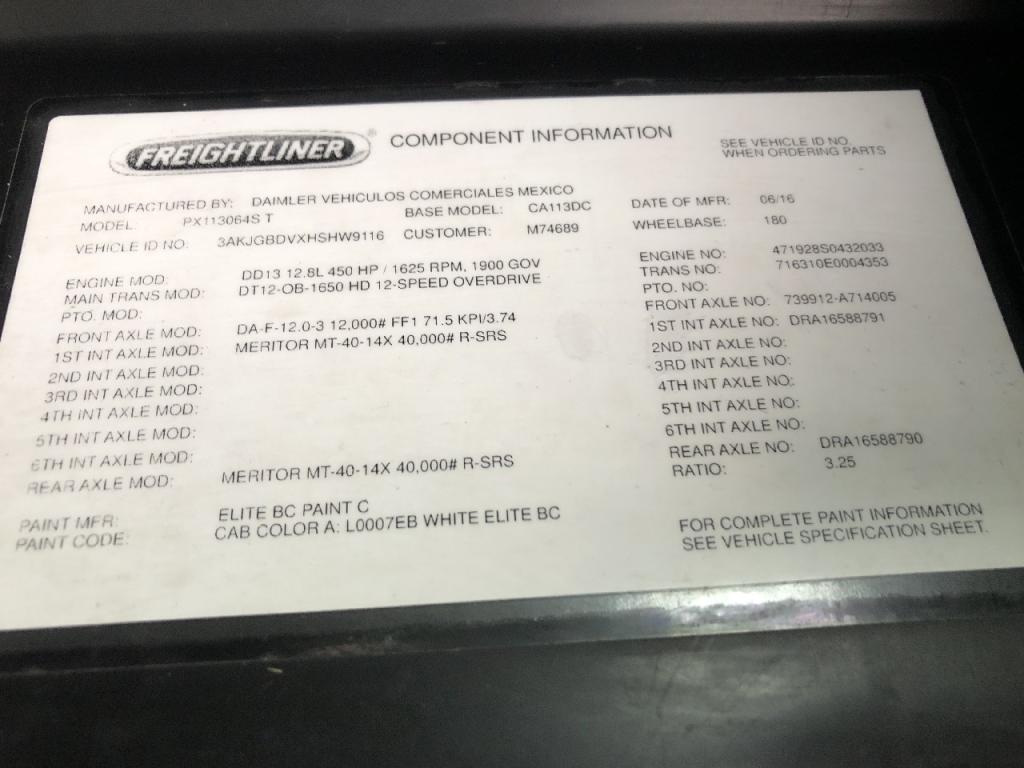 FREIGHTLINER ® COMPONENT INFORMATION
SEE VEHICLE ID NO.
WHEN ORDERING PARTS
MANUFACTURED BY: DAIMLER VEHICULOS COMERCIALES MEXICO DATE OF MFR: 06/16
MODEL: PX113064S T BASE MODEL: CA113DC WHEELBASE: 180
VEHICLE ID NO: 3AKJGBDVXHSHW9116 CUSTOMER: M74689
ENGINE MOD: DD13 12.8L 450 HP / 1625 RPM, 1900 GOV ENGINE NO: 471928S0432033
MAIN TRANS MOD: DT12-OB-1650 HD 12-SPEED OVERDRIVE TRANS NO: 716310E0004353
PTO. MOD: PTO. NO:
FRONT AXLE MOD: DA-F-12.0-3 12,000# FF1 71.5 KPI/3.74 FRONT AXLE NO: 739912-A714005
1ST INT AXLE MOD: MERITOR MT-40-14X 40,000# R-SRS 1ST INT AXLE NO: DRA16588791
2ND INT AXLE MOD: 2ND INT AXLE NO:
3RD INT AXLE MOD: 3RD INT AXLE NO:
4TH INT AXLE MOD: 4TH INT AXLE NO:
5TH INT AXLE MOD: 5TH INT AXLE NO:
6TH INT AXLE MOD: 6TH INT AXLE NO:
REAR AXLE MOD: MERITOR MT-40-14X 40,000# R-SRS REAR AXLE NO: DRA16588790
RATIO: 3.25
PAINT MFR: ELITE BC PAINT C
PAINT CODE: CAB COLOR A: L0007EB WHITE ELITE BC
FOR COMPLETE PAINT INFORMATION
SEE VEHICLE SPECIFICATION SHEET.